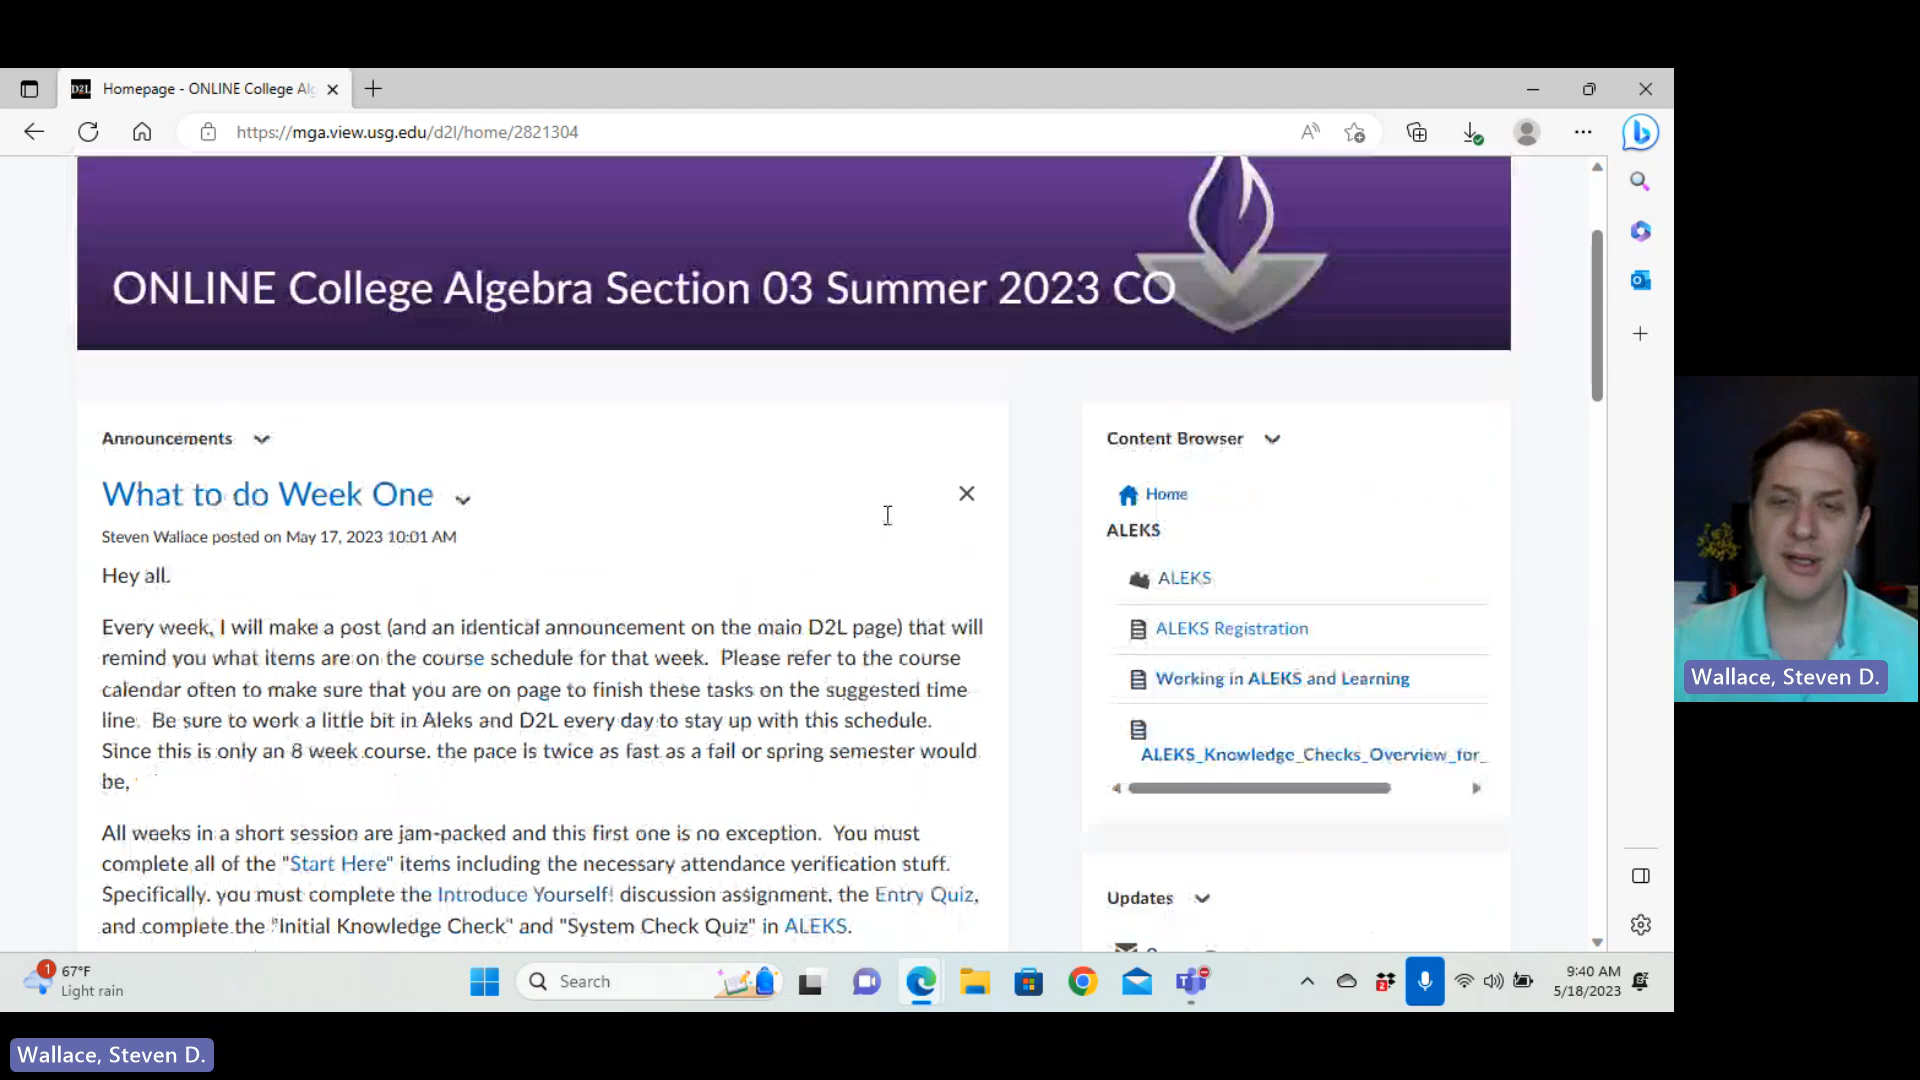 D2L Homepage - ONLINE College Alg
https://mga.view.usg.edu/d2l/home/2821304
ONLINE College Algebra Section 03 Summer 2023 CO
Announcements
What to do Week One
Steven Wallace posted on May 17, 2023 10:01 AM
Hey all.
Every week, I will make a post (and an identical announcement on the main D2L page) that will
remind you what items are on the course schedule for that week. Please refer to the course
calendar often to make sure that you are on page to finish these tasks on the suggested time
line. Be sure to work a little bit in Aleks and D2L every day to stay up with this schedule.
Since this is only an 8 week course. the pace is twice as fast as a fall or spring semester would
be,
All weeks in a short session are jam-packed and this first one is no exception. You must
complete all of the "Start Here" items including the necessary attendance verification stuff.
Specifically. you must complete the Introduce Yourself! discussion assignment, the Entry Quiz,
and complete the "Initial Knowledge Check" and "System Check Quiz" in ALEKS.
Content Browser
Home
ALEKS
ALEKS
ALEKS Registration
Working in ALEKS and Learning
ALEKS_Knowledge_Checks_Overview_for_
Updates
Wallace, Steven D.
1
67°F
Light rain
Search
2
9:40 AM
5/18/2023
Wallace, Steven D.